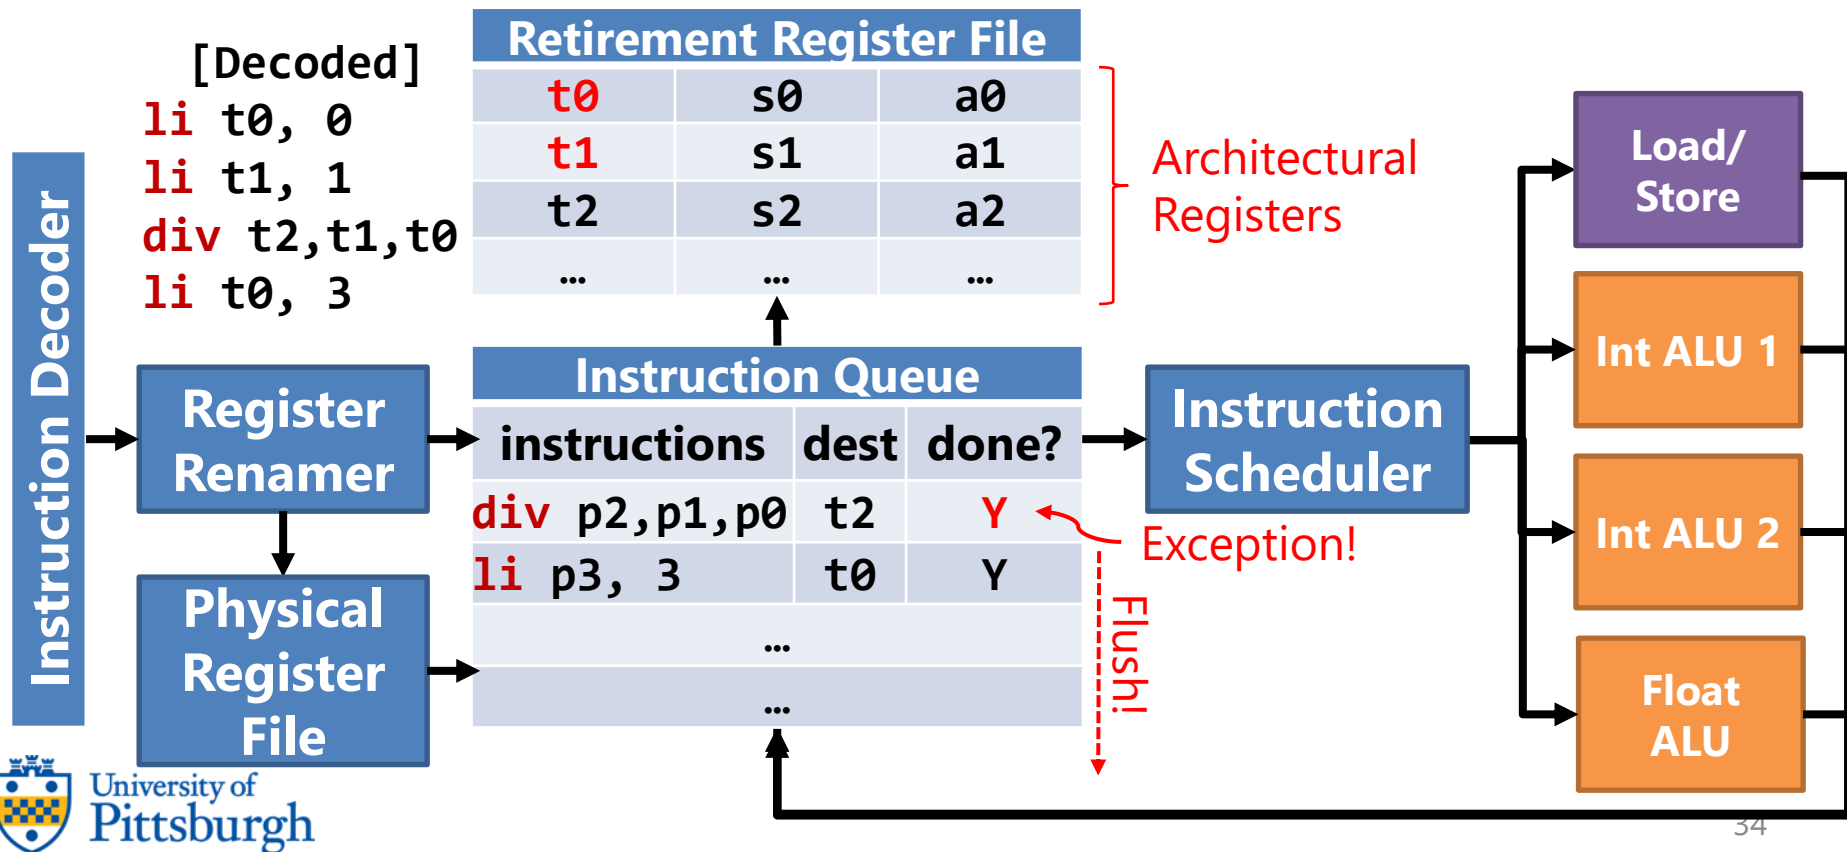 [Decoded]
li t0, 0
li t1, 1
div t2,t1,t0
li t0, 3
Instruction Decoder
Retirement Register File
t0 s0 a0
t1 s1 a1
t2 s2 a2
… … …
Architectural
Registers
Register
Renamer
Physical
Register
File
Instruction Queue
instructions dest done?
div p2,p1,p0 t2 Y
li p3, 3 t0 Y
…
…
Exception!
Flush!
Instruction
Scheduler
Load/
Store
Int ALU 1
Int ALU 2
Float
ALU
University of
Pittsburgh
34